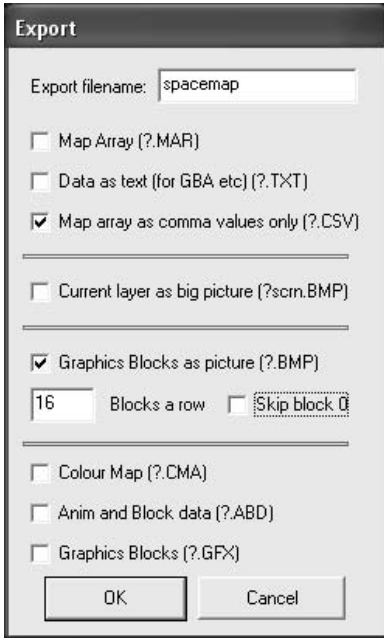 Export
Export filename: spacemap
Map Array (?.MAR)
Data as text (for GBA etc) (?.TXT)
Map array as comma values only (?.CSV)
Current layer as big picture (?scrn.BMP)
Graphics Blocks as picture (?.BMP)
16 Blocks a row Skip block 0
Colour Map (?.CMA)
Anim and Block data (?.ABD)
Graphics Blocks (?.GFX)
OK Cancel